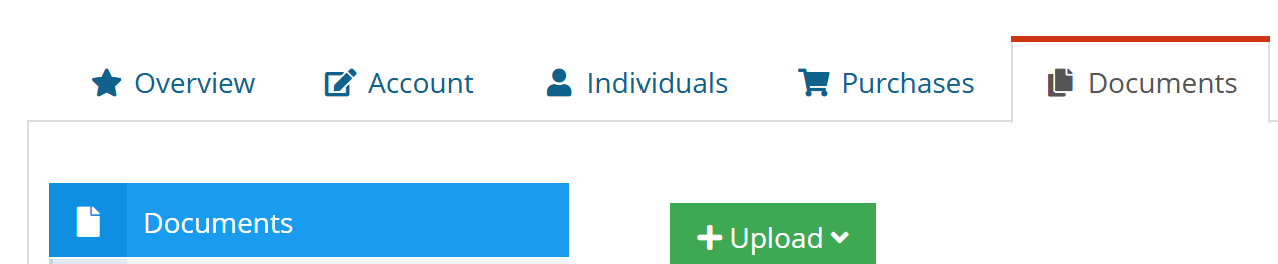 Overview Account Individuals Purchases Documents
Documents
Upload